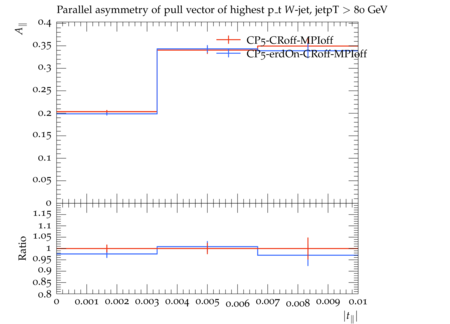 Parallel asymmetry of pull vector of highest p_t W-jet, jetpT > 80 GeV
A∥
0.4
0.35
0.3
0.25
0.2
0.15
0.1
0.05
0
CP5-CRoff-MPIoff
CP5-erdOn-CRoff-MPIoff
Ratio
1.15
1.1
1.05
1
0.95
0.9
0.85
0.8
0 0.001 0.002 0.003 0.004 0.005 0.006 0.007 0.008 0.009 0.01
|t∥|